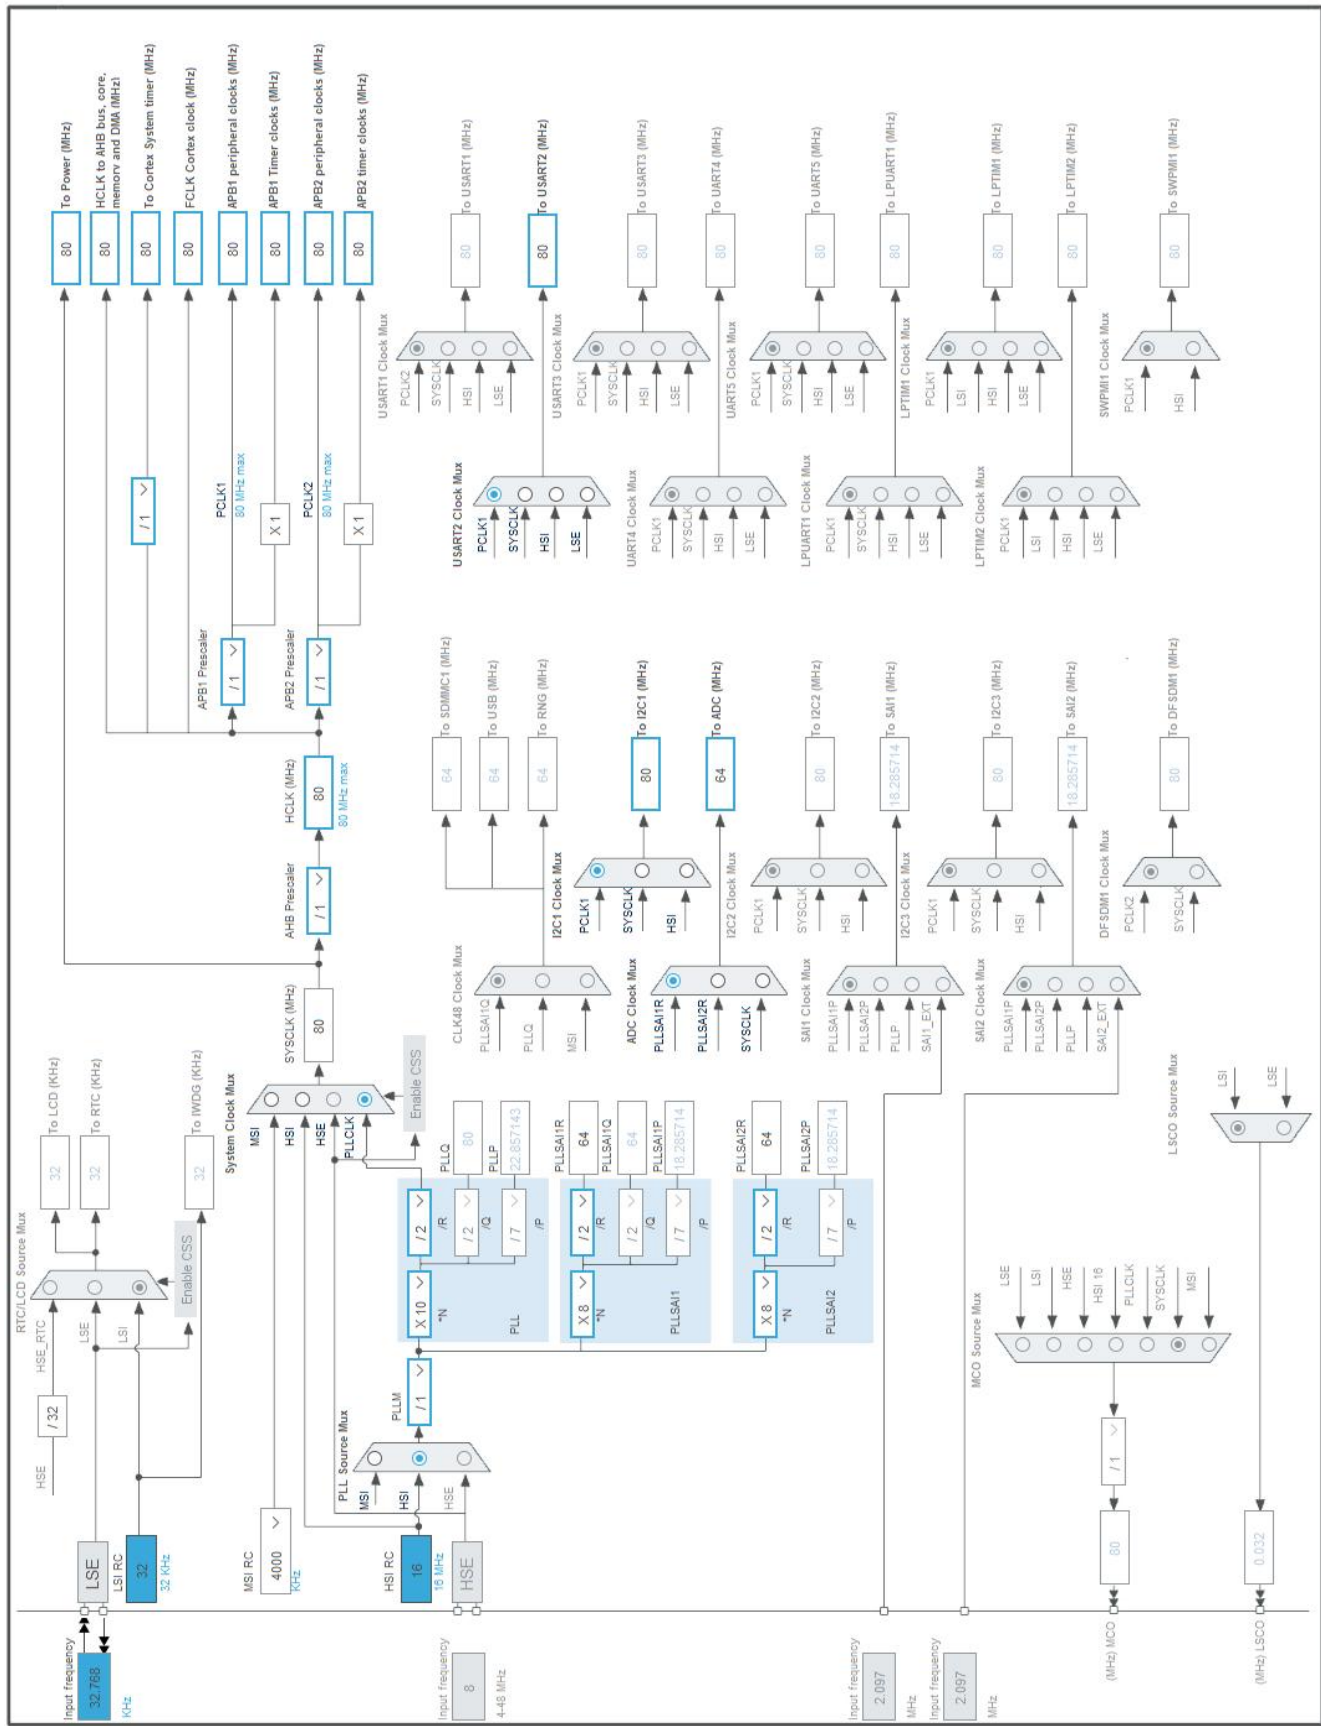 Input frequency
32.768
KHz
LSE
LSI RC
32
32 KHz
HSE
/ 32
HSE_RTC
LSE
LSI
RTC/LCD Source Mux
Enable CSS
32
To LCD (KHz)
32
To RTC (KHz)
32
To IWDG (KHz)
MSI RC
4000
KHz
HSI RC
16
16 MHz
Input frequency
8
4-48 MHz
HSE
PLL Source Mux
MSI
HSI
HSE
PLLM
/ 1
X 10
*N
PLL
/ 2
/R
/ 2
/Q
/ 7
/P
PLLQ
80
PLLP
22.857143
X 8
*N
PLLSAI1
/ 2
/R
/ 2
/Q
/ 7
/P
PLLSAI1R
64
PLLSAI1Q
64
PLLSAI1P
18.285714
X 8
*N
PLLSAI2
/ 2
/R
/ 7
/P
PLLSAI2R
64
PLLSAI2P
18.285714
System Clock Mux
MSI
HSI
HSE
PLLCLK
Enable CSS
SYSCLK (MHz)
80
AHB Prescaler
/ 1
HCLK (MHz)
80
80 MHz max
APB1 Prescaler
/ 1
APB2 Prescaler
/ 1
/ 1
PCLK1
80 MHz max
X 1
PCLK2
80 MHz max
X 1
80
To Power (MHz)
80
HCLK to AHB bus, core,
memory and DMA (MHz)
80
To Cortex System timer (MHz)
80
FCLK Cortex clock (MHz)
80
APB1 peripheral clocks (MHz)
80
APB1 Timer clocks (MHz)
80
APB2 peripheral clocks (MHz)
80
APB2 timer clocks (MHz)
CLK48 Clock Mux
PLLSAI1Q
PLLQ
MSI
64
To SDMMC1 (MHz)
64
To USB (MHz)
64
To RNG (MHz)
I2C1 Clock Mux
PCLK1
SYSCLK
HSI
80
To I2C1 (MHz)
ADC Clock Mux
PLLSAI1R
PLLSAI2R
SYSCLK
64
To ADC (MHz)
I2C2 Clock Mux
PCLK1
SYSCLK
HSI
80
To I2C2 (MHz)
SAI1 Clock Mux
PLLSAI1P
PLLSAI2P
PLLP
SAI1_EXT
18.285714
To SAI1 (MHz)
I2C3 Clock Mux
PCLK1
SYSCLK
HSI
80
To I2C3 (MHz)
SAI2 Clock Mux
PLLSAI1P
PLLSAI2P
PLLP
SAI2_EXT
18.285714
To SAI2 (MHz)
DFSDM1 Clock Mux
PCLK2
SYSCLK
80
To DFSDM1 (MHz)
USART1 Clock Mux
PCLK2
SYSCLK
HSI
LSE
80
To USART1 (MHz)
USART2 Clock Mux
PCLK1
SYSCLK
HSI
LSE
80
To USART2 (MHz)
USART3 Clock Mux
PCLK1
SYSCLK
HSI
LSE
80
To USART3 (MHz)
UART4 Clock Mux
PCLK1
SYSCLK
HSI
LSE
80
To UART4 (MHz)
UART5 Clock Mux
PCLK1
SYSCLK
HSI
LSE
80
To UART5 (MHz)
LPUART1 Clock Mux
PCLK1
SYSCLK
HSI
LSE
80
To LPUART1 (MHz)
LPTIM1 Clock Mux
PCLK1
LSI
HSI
LSE
80
To LPTIM1 (MHz)
LPTIM2 Clock Mux
PCLK1
LSI
HSI
LSE
80
To LPTIM2 (MHz)
SWPMI1 Clock Mux
PCLK1
HSI
80
To SWPMI1 (MHz)
Input frequency
2.097
MHz
Input frequency
2.097
MHz
MCO Source Mux
LSE
LSI
HSE
HSI 16
PLLCLK
SYSCLK
MSI
/ 1
80
(MHz) MCO
LSCO Source Mux
LSI
LSE
0.032
(MHz) LSCO